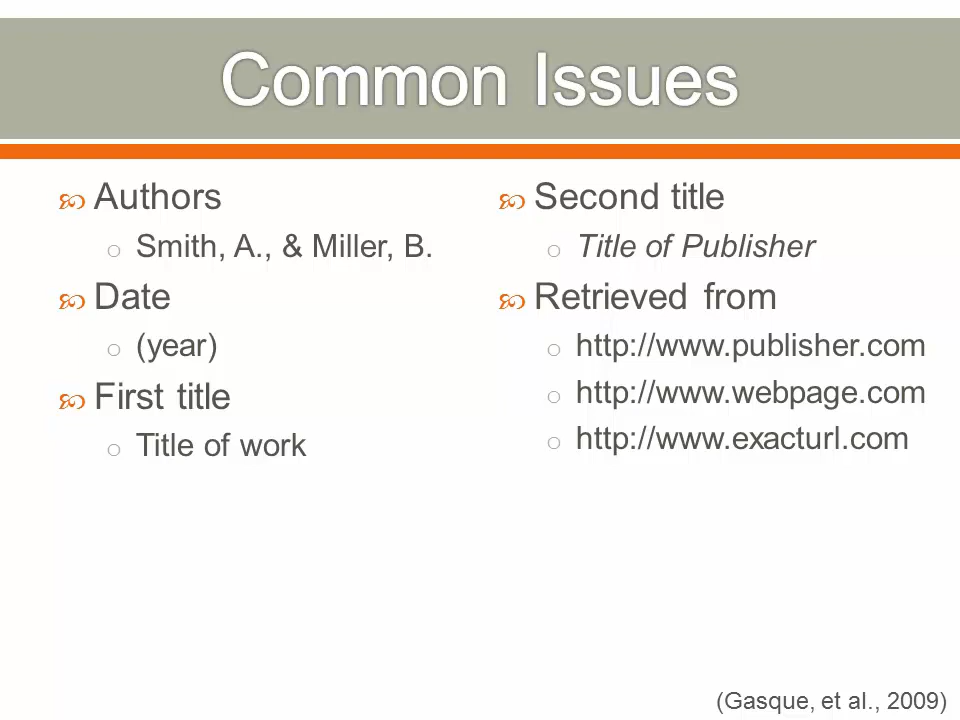 Common Issues
Authors
Smith, A., & Miller, B.
Date
(year)
First title
Title of work
Second title
Title of Publisher
Retrieved from
http://www.publisher.com
http://www.webpage.com
http://www.exacturl.com
(Gasque, et al., 2009)